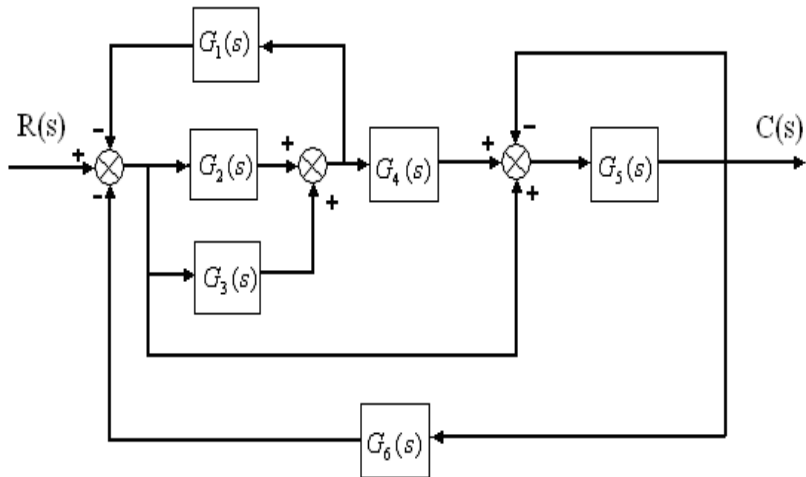 G₁(s)
R(s)
C(s)
−
+
−
G₂(s)
+
+
G₄(s)
+
−
+
G₅(s)
G₃(s)
G₆(s)